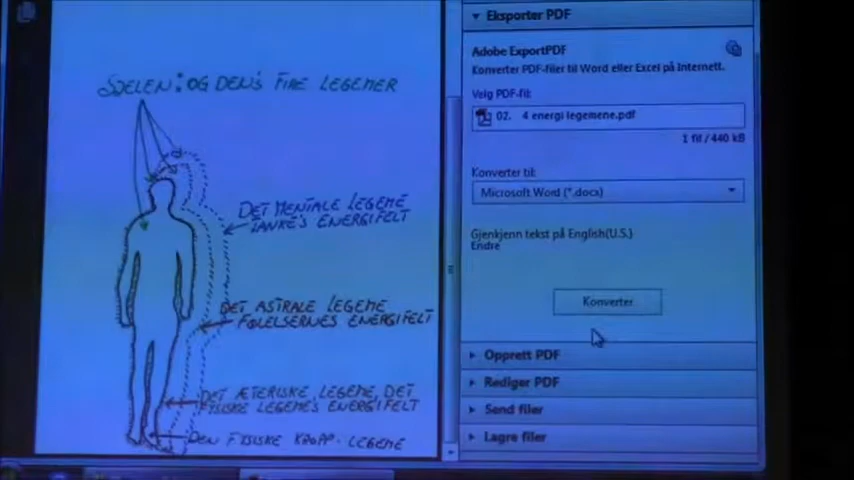 SJELEN: OG DEN'S FIRE LEGEMER
DET MENTALE LEGEME
TANKE'S ENERGIFELT
DET ASTRALE LEGEME
FØLELSERNES ENERGIFELT
DET ÆTERISKE LEGEME, DET
FYSISKE LEGEME'S ENERGIFELT
DEN FYSISKE KROPP- LEGEME
Eksporter PDF
Adobe ExportPDF
Konverter PDF-filer til Word eller Excel på Internett.
Velg PDF-fil:
02. 4 energi legemene.pdf
1 fil / 440 kB
Konverter til:
Microsoft Word (*.docx)
Gjenkjenn tekst på English(U.S.)
Endre
Konverter
Opprett PDF
Rediger PDF
Send filer
Lagre filer